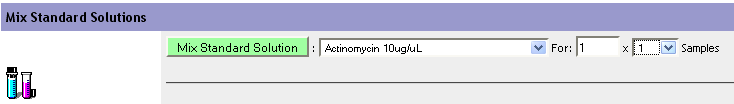 Mix Standard Solutions
Mix Standard Solution : Actinomycin 10ug/uL For: 1 x 1 Samples